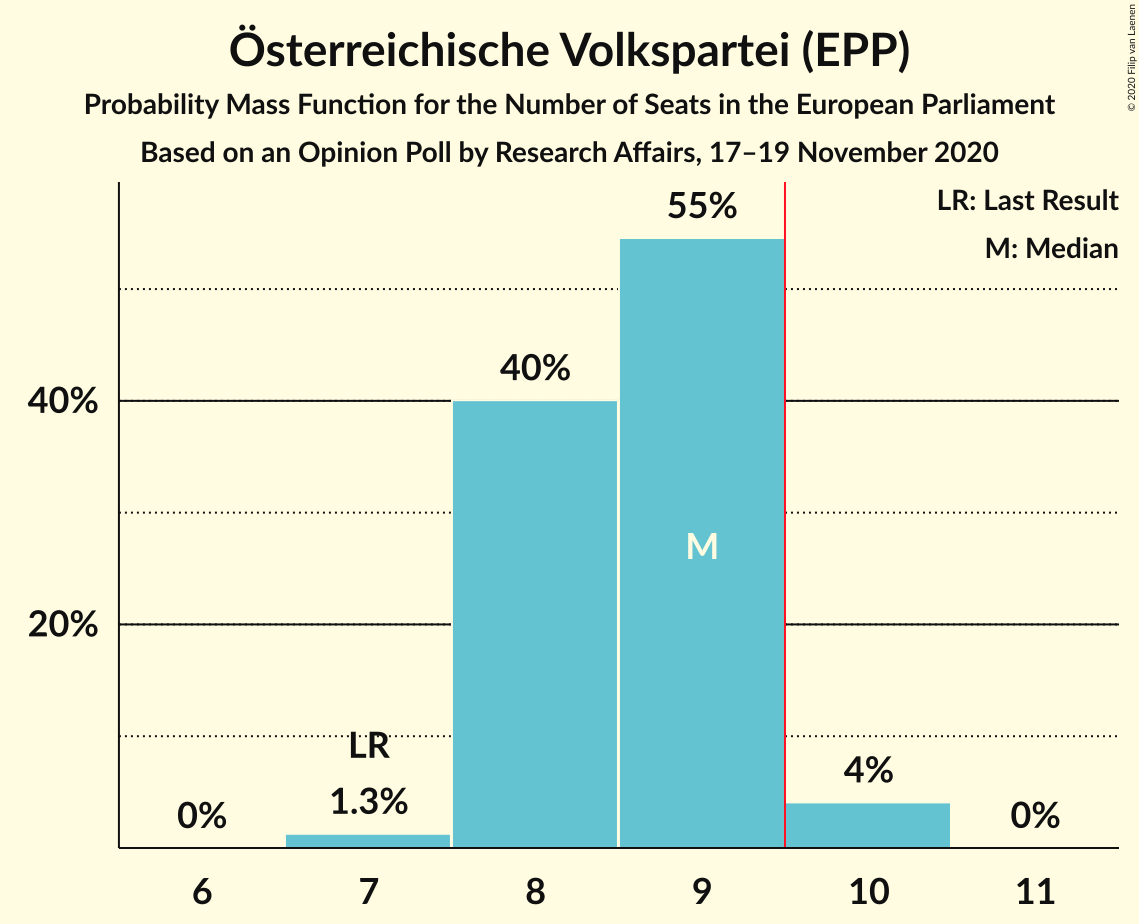 Österreichische Volkspartei (EPP)
Probability Mass Function for the Number of Seats in the European Parliament
Based on an Opinion Poll by Research Affairs, 17–19 November 2020
© 2020 Filip van Laenen
LR: Last Result
M: Median
55%
40%
40%
M
20%
LR
1.3%
0%
4%
0%
6 7 8 9 10 11